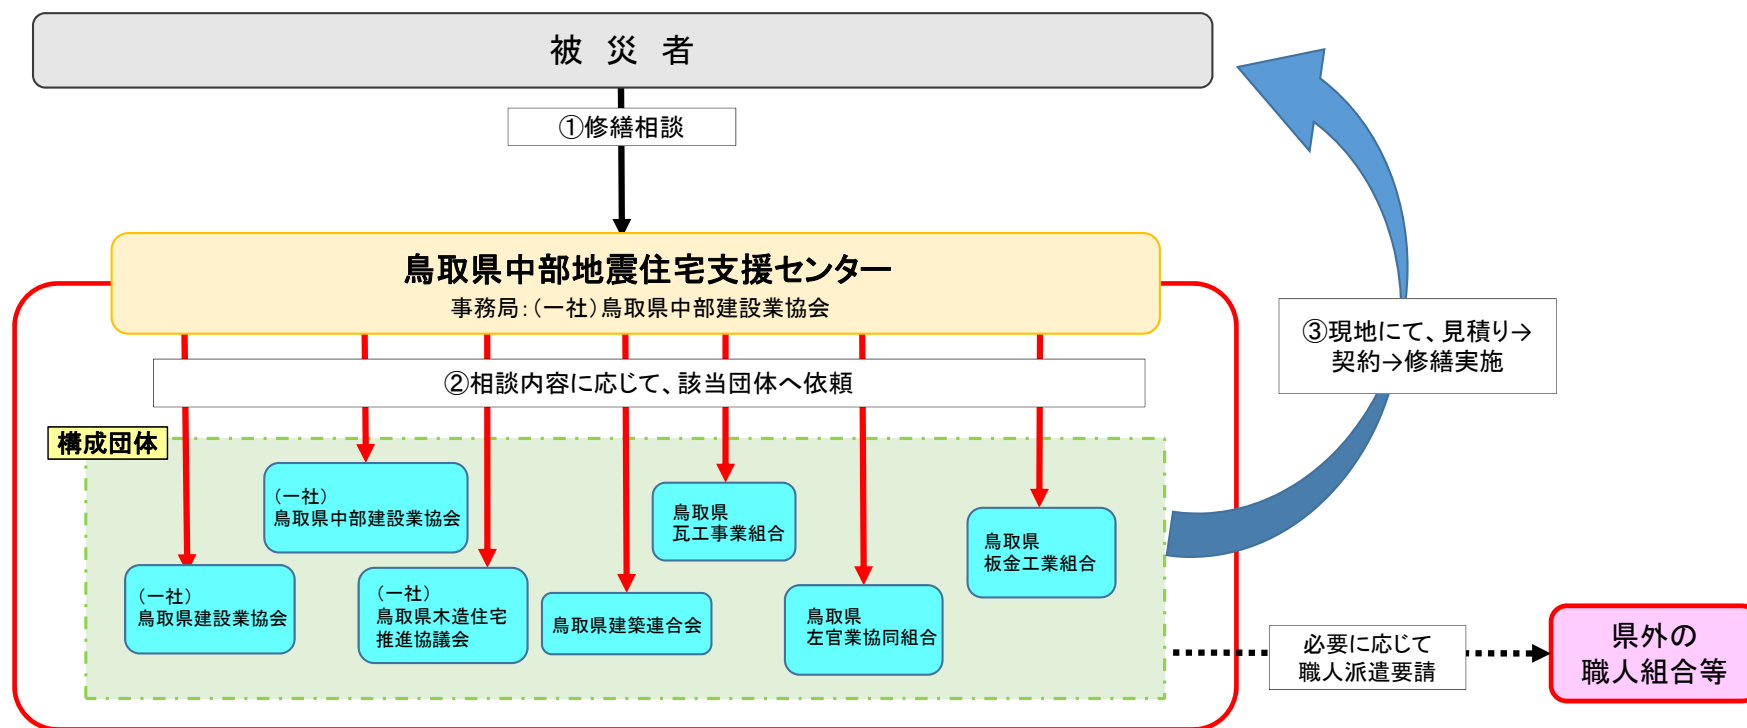 被 災 者
①修繕相談
鳥取県中部地震住宅支援センター
事務局:(一社)鳥取県中部建設業協会
②相談内容に応じて、該当団体へ依頼
③現地にて、見積り→
契約→修繕実施
構成団体
(一社)
鳥取県中部建設業協会
鳥取県
瓦工事業組合
鳥取県
板金工業組合
(一社)
鳥取県建設業協会
(一社)
鳥取県木造住宅
推進協議会
鳥取県建築連合会
鳥取県
左官業協同組合
必要に応じて
職人派遣要請
県外の
職人組合等